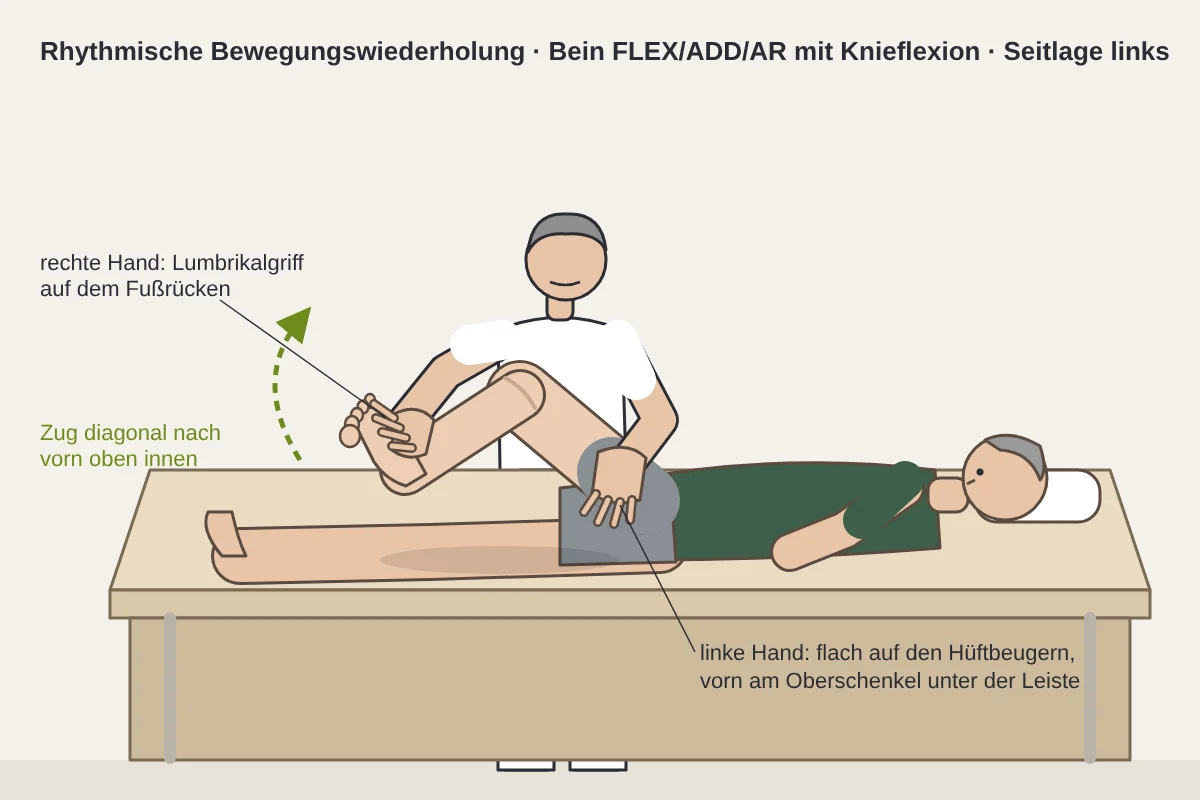 Rhythmische Bewegungswiederholung · Bein FLEX/ADD/AR mit Knieflexion · Seitlage links
rechte Hand: Lumbrikalgriff
auf dem Fußrücken
Zug diagonal nach
vorn oben innen
linke Hand: flach auf den Hüftbeugern,
vorn am Oberschenkel unter der Leiste